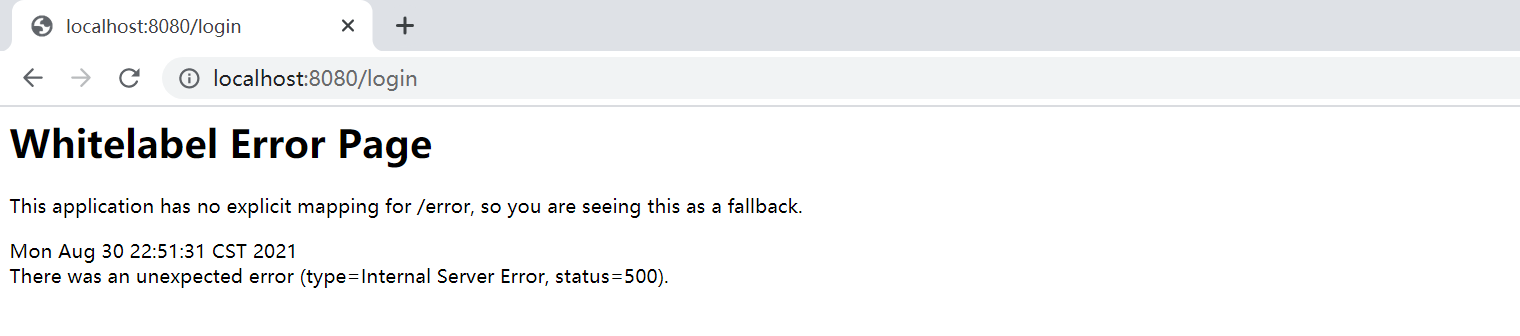 localhost:8080/login
localhost:8080/login
Whitelabel Error Page
This application has no explicit mapping for /error, so you are seeing this as a fallback.
Mon Aug 30 22:51:31 CST 2021
There was an unexpected error (type=Internal Server Error, status=500).